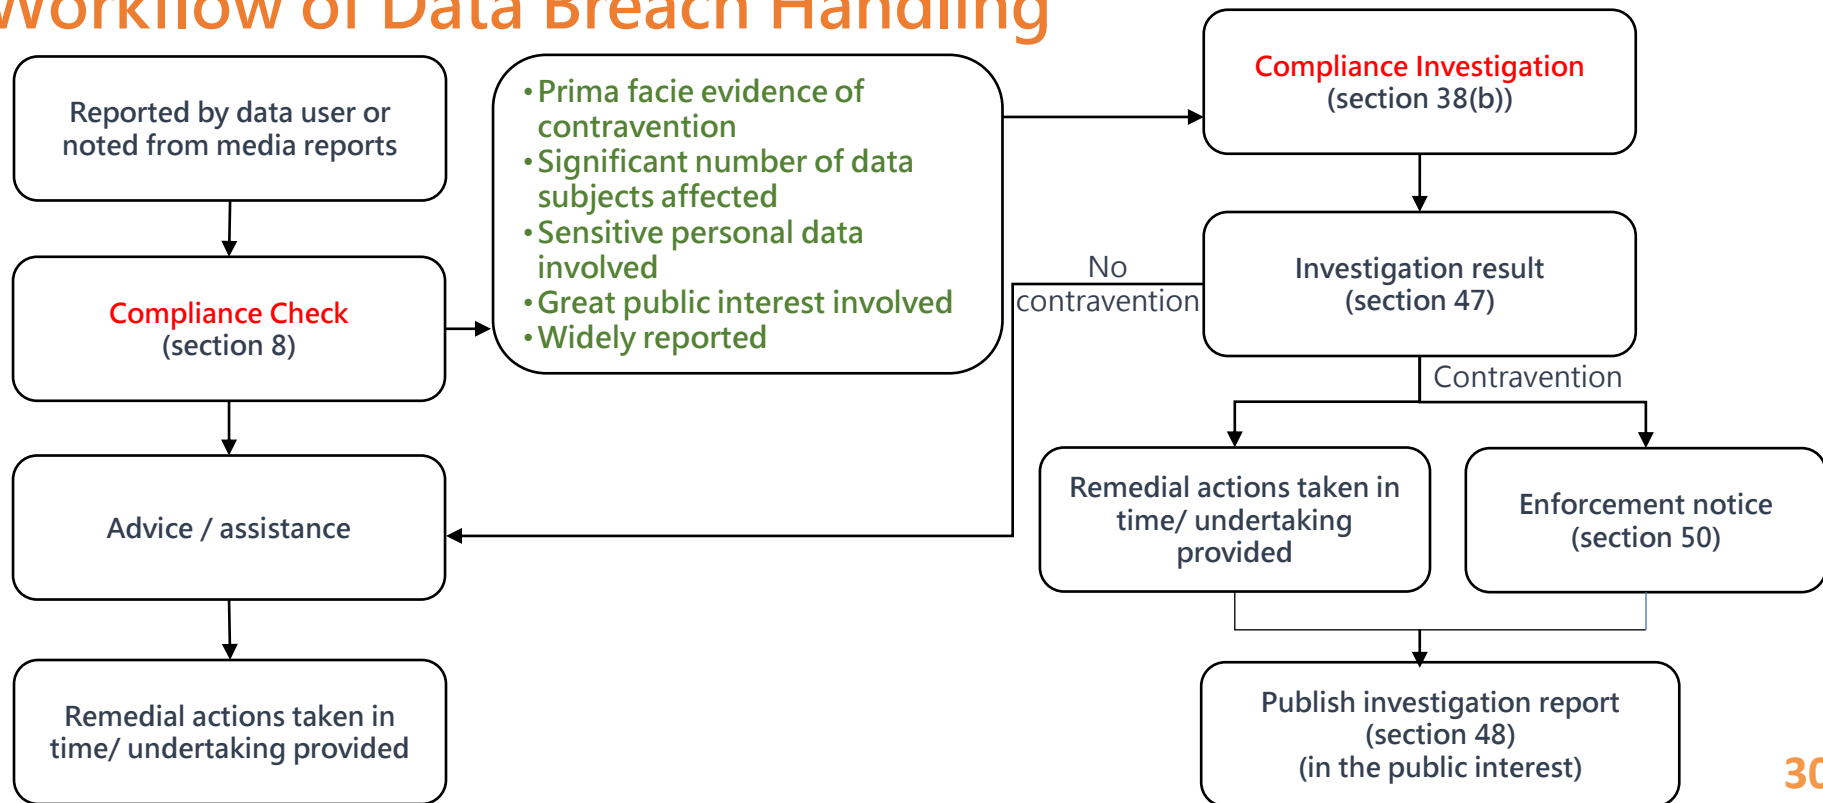 Workflow of Data Breach Handling
Reported by data user or
noted from media reports
Compliance Check
(section 8)
Advice / assistance
Remedial actions taken in
time/ undertaking provided
• Prima facie evidence of
contravention
• Significant number of data
subjects affected
• Sensitive personal data
involved
• Great public interest involved
• Widely reported
Compliance Investigation
(section 38(b))
Investigation result
(section 47)
No
contravention
Contravention
Remedial actions taken in
time/ undertaking
provided
Enforcement notice
(section 50)
Publish investigation report
(section 48)
(in the public interest)
30